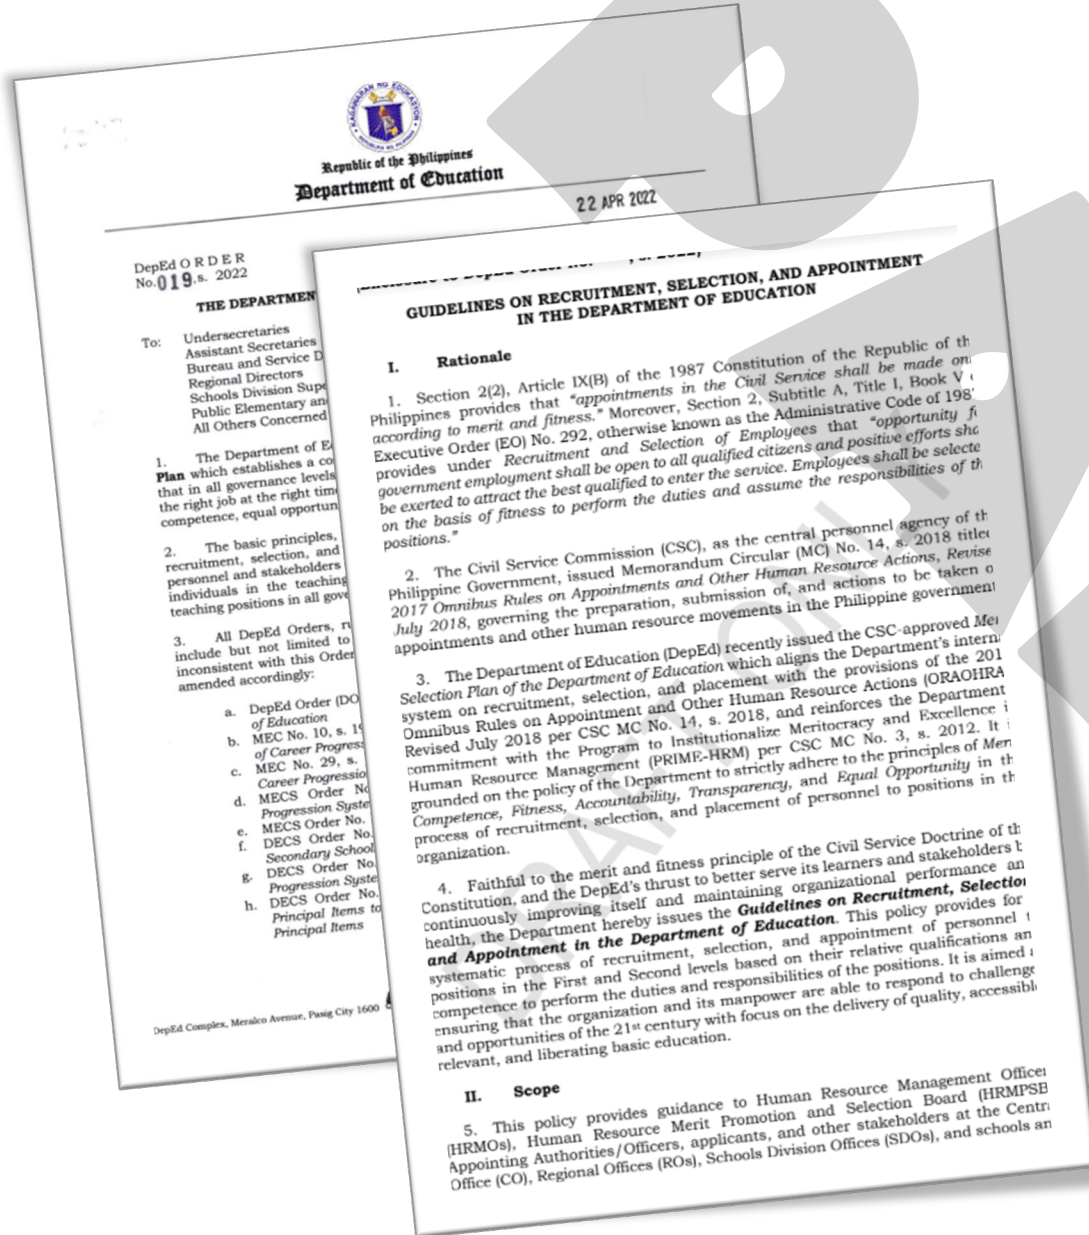 KAGAWARAN NG EDUKASYON
REPUBLIKA NG PILIPINAS
Republic of the Philippines
Department of Education
22 APR 2022
DepEd O R D E R
No. 019, s. 2022
THE DEPARTMEN
To: Undersecretaries
Assistant Secretaries
Bureau and Service D
Regional Directors
Schools Division Supe
Public Elementary an
All Others Concerned
1. The Department of E
Plan which establishes a co
that in all governance levels
the right job at the right tim
competence, equal opportun
2. The basic principles,
recruitment, selection, and
personnel and stakeholders
individuals in the teaching
teaching positions in all gove
3. All DepEd Orders, ru
include but not limited to
inconsistent with this Order
amended accordingly:
a. DepEd Order (DO
of Education
b. MEC No. 10, s. 19
of Career Progres
c. MEC No. 29, s.
Career Progressio
d. MECS Order No
Progression Syste
e. MECS Order No.
f. DECS Order No.
Secondary School
g. DECS Order No.
Progression Syste
h. DECS Order No.
Principal Items to
Principal Items
DepEd Complex, Meralco Avenue, Pasig City 1600
GUIDELINES ON RECRUITMENT, SELECTION, AND APPOINTMENT
IN THE DEPARTMENT OF EDUCATION
I. Rationale
1. Section 2(2), Article IX(B) of the 1987 Constitution of the Republic of th
Philippines provides that “appointments in the Civil Service shall be made on
according to merit and fitness.” Moreover, Section 2, Subtitle A, Title I, Book V
Executive Order (EO) No. 292, otherwise known as the Administrative Code of 198
provides under Recruitment and Selection of Employees that “opportunity f
government employment shall be open to all qualified citizens and positive efforts sha
be exerted to attract the best qualified to enter the service. Employees shall be selecte
on the basis of fitness to perform the duties and assume the responsibilities of th
positions.”
2. The Civil Service Commission (CSC), as the central personnel agency of th
Philippine Government, issued Memorandum Circular (MC) No. 14, s. 2018 titled
2017 Omnibus Rules on Appointments and Other Human Resource Actions, Revise
July 2018, governing the preparation, submission of, and actions to be taken o
appointments and other human resource movements in the Philippine government
3. The Department of Education (DepEd) recently issued the CSC-approved Mer
Selection Plan of the Department of Education which aligns the Department's intern
system on recruitment, selection, and placement with the provisions of the 201
Omnibus Rules on Appointment and Other Human Resource Actions (ORAOHRA
Revised July 2018 per CSC MC No. 14, s. 2018, and reinforces the Department
commitment with the Program to Institutionalize Meritocracy and Excellence i
Human Resource Management (PRIME-HRM) per CSC MC No. 3, s. 2012. It i
grounded on the policy of the Department to strictly adhere to the principles of Mer
Competence, Fitness, Accountability, Transparency, and Equal Opportunity in th
process of recruitment, selection, and placement of personnel to positions in th
organization.
4. Faithful to the merit and fitness principle of the Civil Service Doctrine of th
Constitution, and the DepEd's thrust to better serve its learners and stakeholders b
continuously improving itself and maintaining organizational performance an
health, the Department hereby issues the Guidelines on Recruitment, Selection
and Appointment in the Department of Education. This policy provides for
systematic process of recruitment, selection, and appointment of personnel t
positions in the First and Second levels based on their relative qualifications an
competence to perform the duties and responsibilities of the positions. It is aimed a
ensuring that the organization and its manpower are able to respond to challenge
and opportunities of the 21st century with focus on the delivery of quality, accessibl
relevant, and liberating basic education.
II. Scope
5. This policy provides guidance to Human Resource Management Officer
(HRMOs), Human Resource Merit Promotion and Selection Board (HRMPSB
Appointing Authorities/Officers, applicants, and other stakeholders at the Centra
Office (CO), Regional Offices (ROs), Schools Division Offices (SDOs), and schools an
DRAFT ONLY